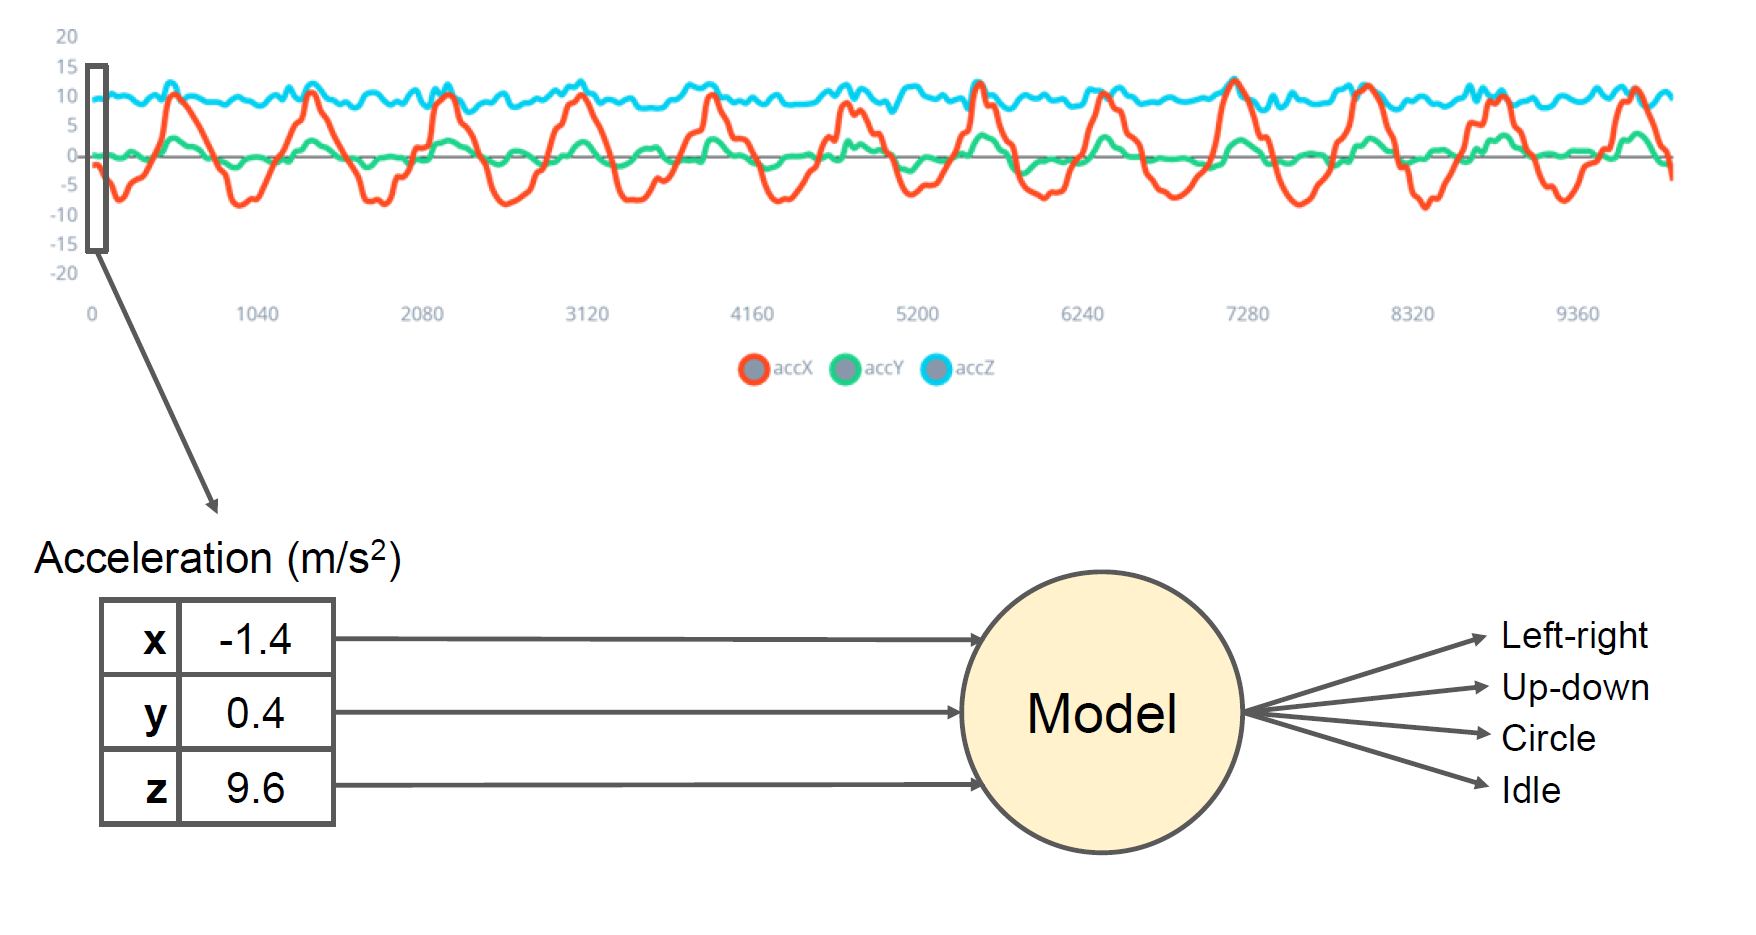 20
15
10
5
0
-5
-10
-15
-20
0 1040 2080 3120 4160 5200 6240 7280 8320 9360
accX accY accZ
Acceleration (m/s²)
x -1.4
y 0.4
z 9.6
Model
Left-right
Up-down
Circle
Idle